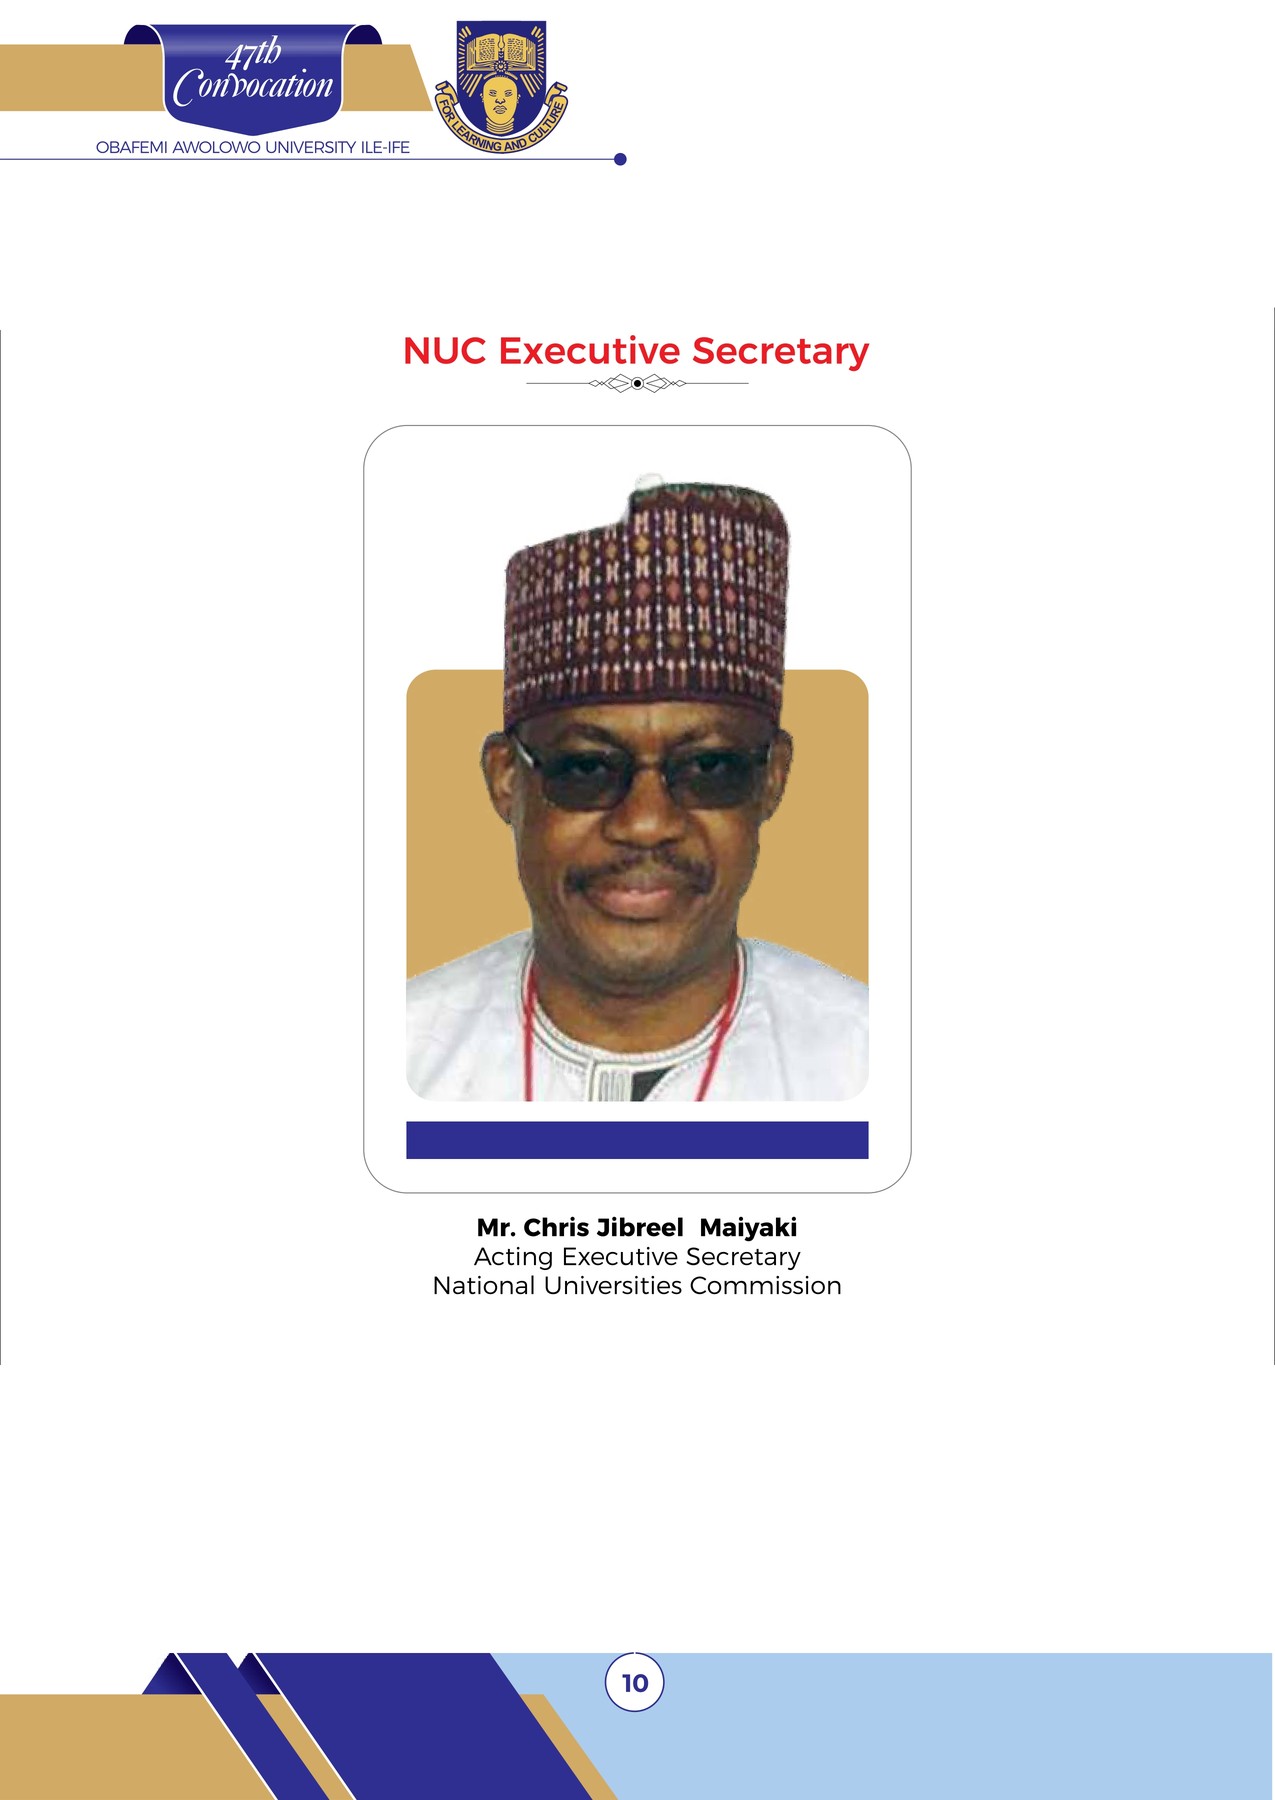 47th
Convocation
FOR LEARNING AND CULTURE
OBAFEMI AWOLOWO UNIVERSITY ILE-IFE
NUC Executive Secretary
Mr. Chris Jibreel  Maiyaki
Acting Executive Secretary
National Universities Commission
10